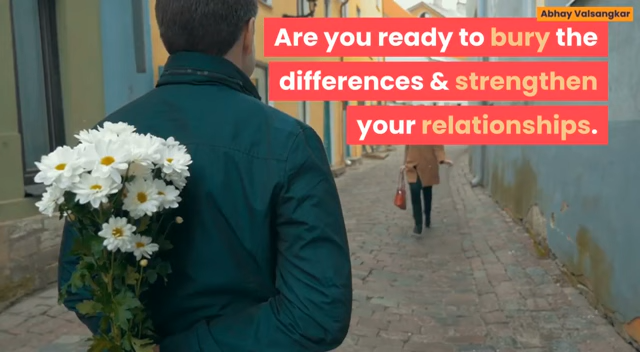 Abhay Valsangkar
Are you ready to bury the
differences & strengthen
your relationships.